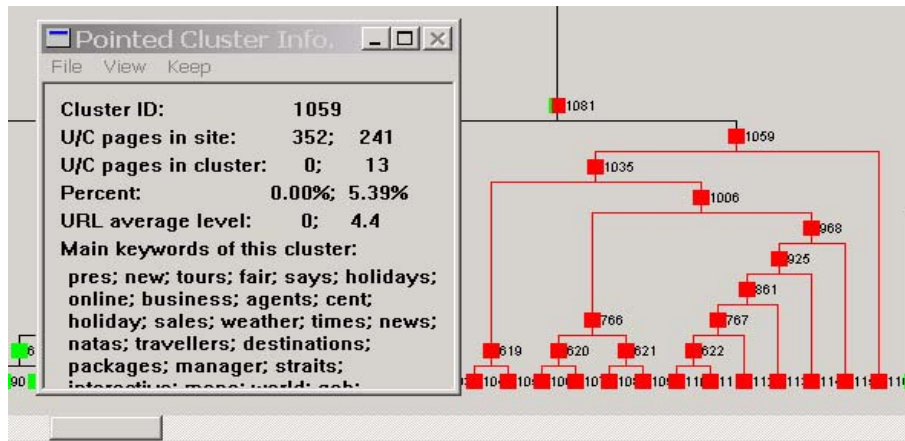 Pointed Cluster Info.
File View Keep
Cluster ID: 1059
U/C pages in site: 352; 241
U/C pages in cluster: 0; 13
Percent: 0.00%; 5.39%
URL average level: 0; 4.4
Main keywords of this cluster:
pres; new; tours; fair; says; holidays;
online; business; agents; cent;
holiday; sales; weather; times; news;
natas; travellers; destinations;
packages; manager; straits;
1081
1059
1035
1006
968
925
861
766
767
6
619
620
621
622
90